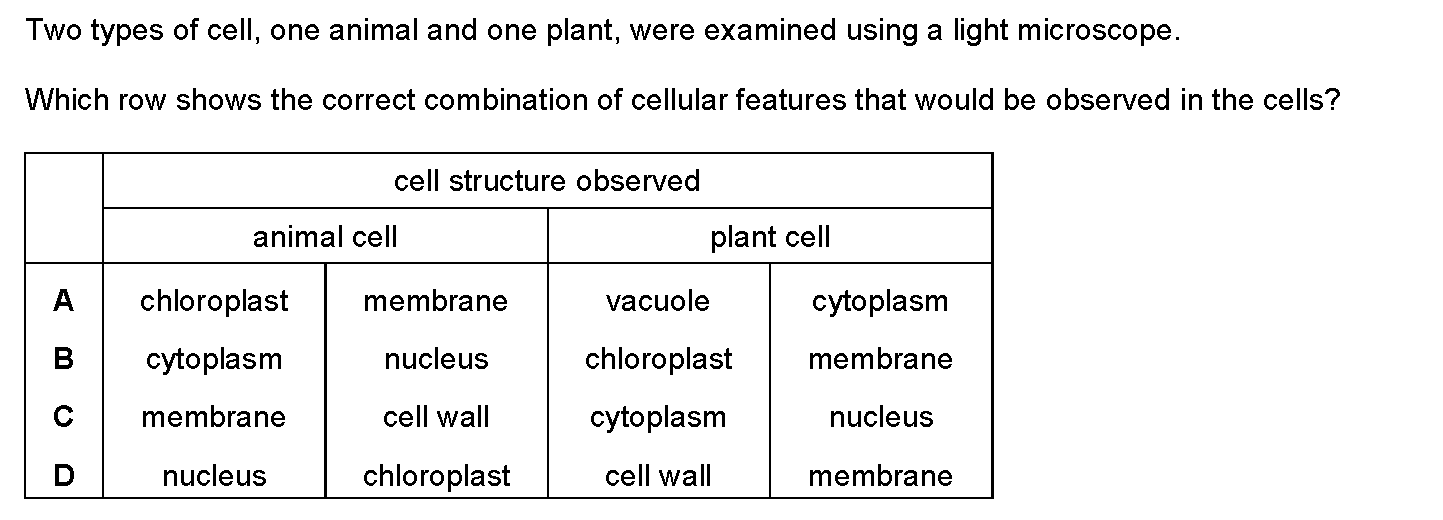 Two types of cell, one animal and one plant, were examined using a light microscope.
Which row shows the correct combination of cellular features that would be observed in the cells?
cell structure observed
animal cell plant cell
A chloroplast membrane vacuole cytoplasm
B cytoplasm nucleus chloroplast membrane
C membrane cell wall cytoplasm nucleus
D nucleus chloroplast cell wall membrane